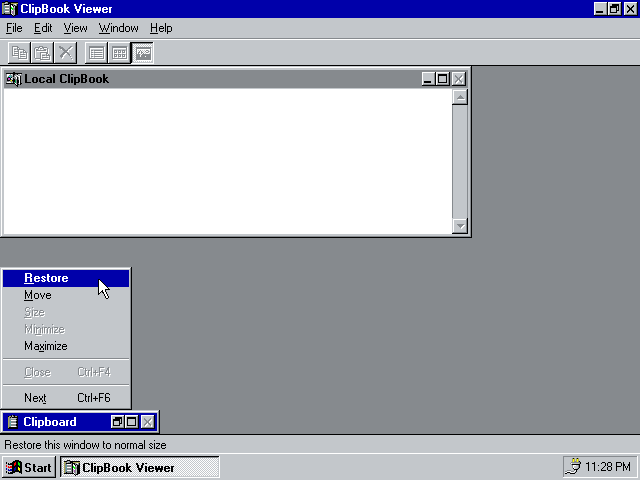 ClipBook Viewer
File Edit View Window Help
Local ClipBook
Restore
Move
Size
Minimize
Maximize
Close Ctrl+F4
Next Ctrl+F6
Clipboard
Restore this window to normal size
Start ClipBook Viewer 11:28 PM